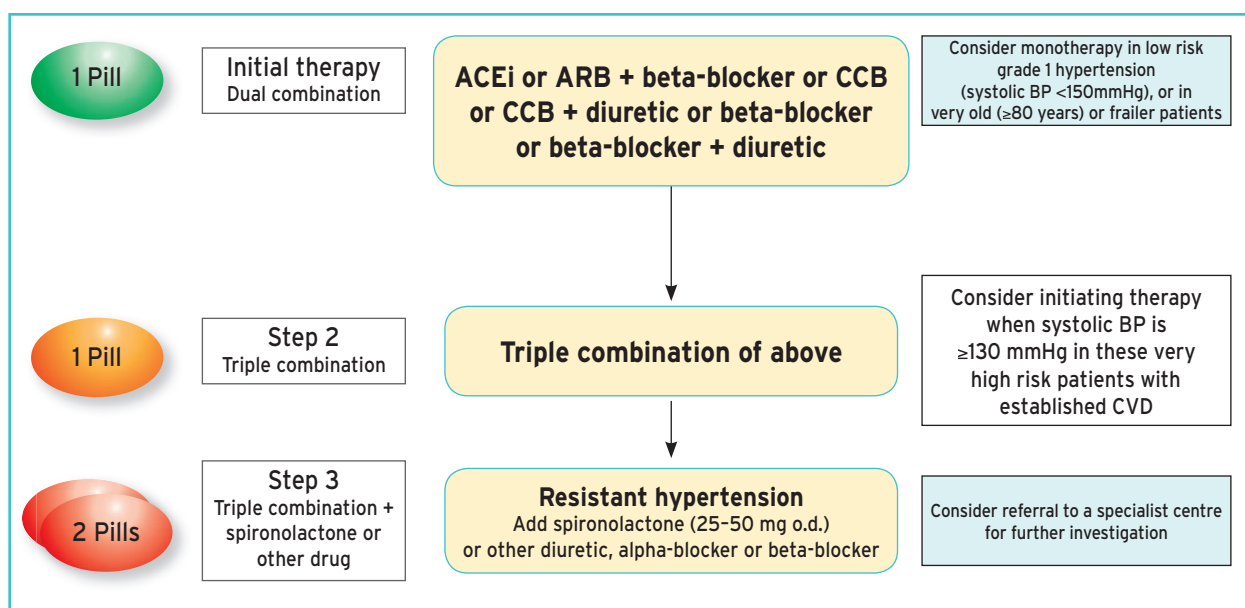 1 Pill
Initial therapy
Dual combination
ACEi or ARB + beta-blocker or CCB
or CCB + diuretic or beta-blocker
or beta-blocker + diuretic
Consider monotherapy in low risk
grade 1 hypertension
(systolic BP <150mmHg), or in
very old (≥80 years) or frailer patients
1 Pill
Step 2
Triple combination
Triple combination of above
Consider initiating therapy
when systolic BP is
≥130 mmHg in these very
high risk patients with
established CVD
2 Pills
Step 3
Triple combination +
spironolactone or
other drug
Resistant hypertension
Add spironolactone (25–50 mg o.d.)
or other diuretic, alpha-blocker or beta-blocker
Consider referral to a specialist centre
for further investigation